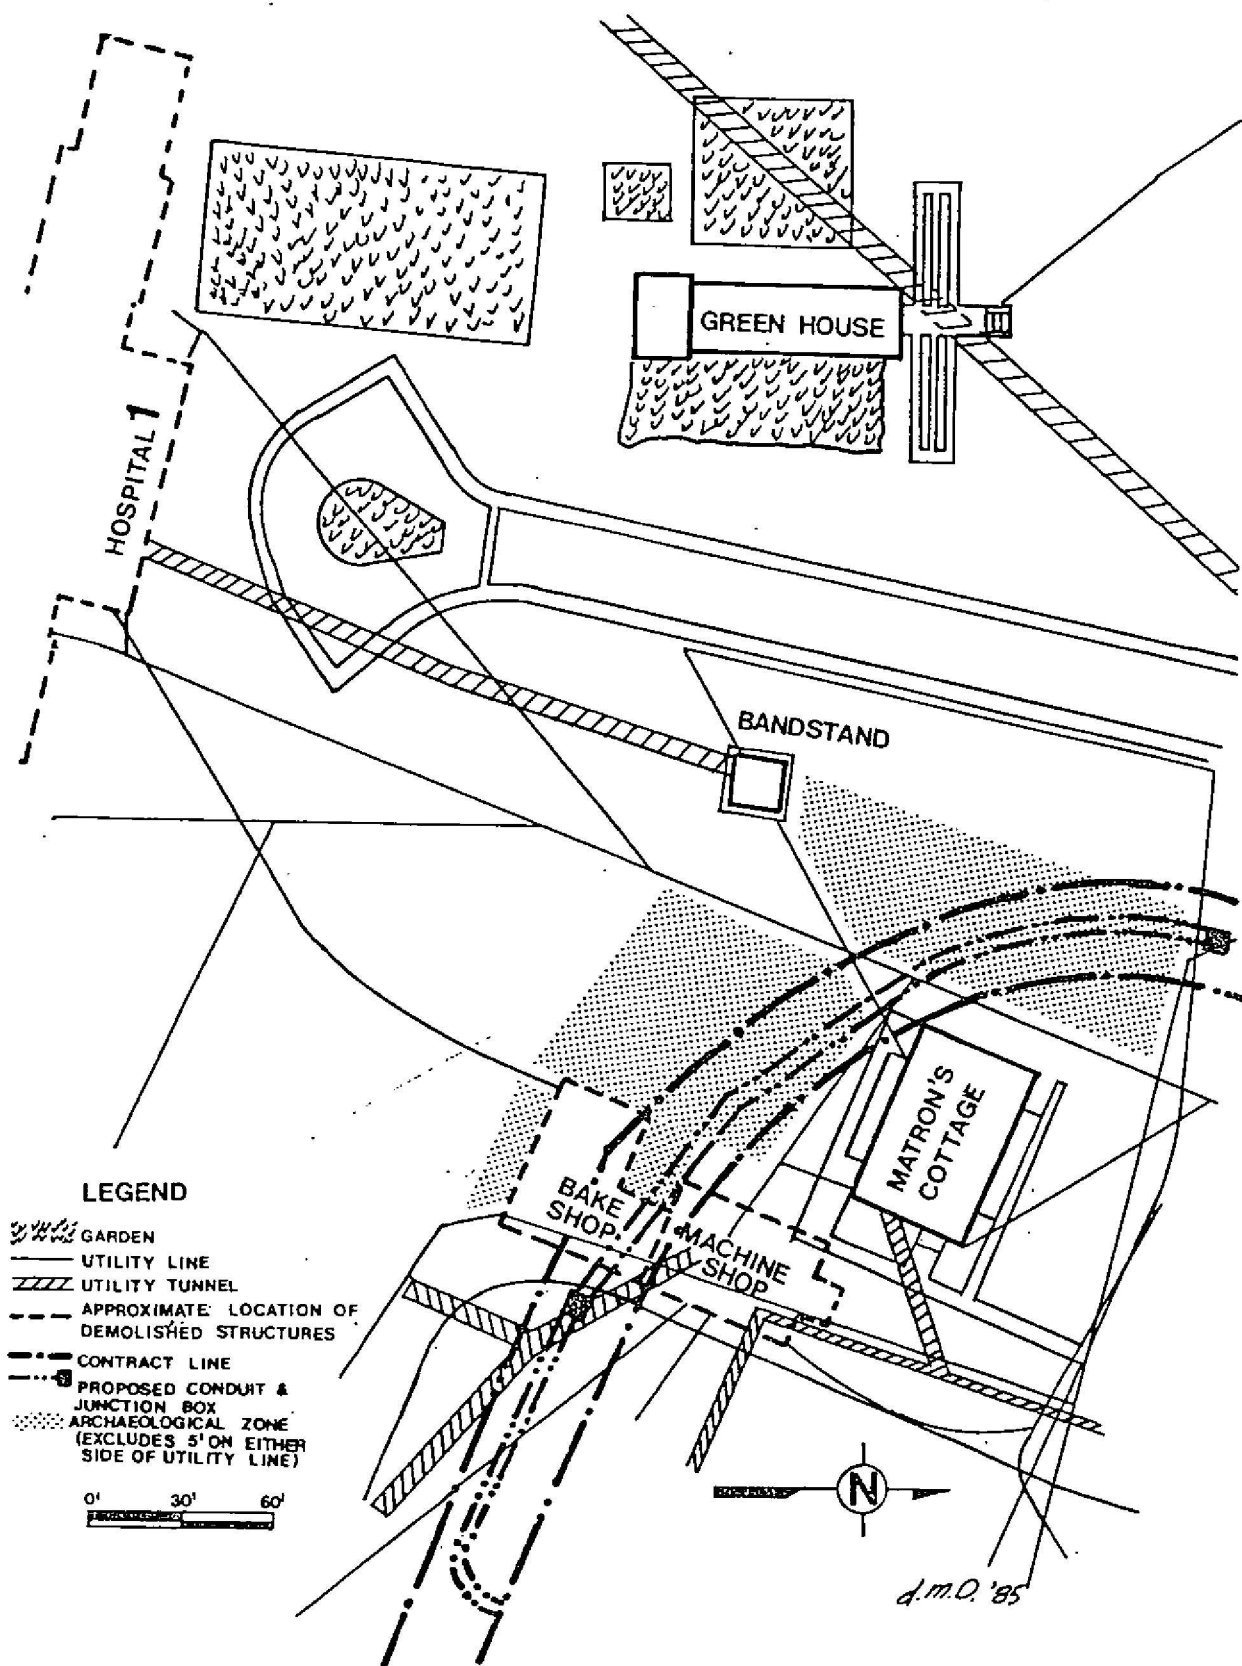 GREEN HOUSE
HOSPITAL 1
BANDSTAND
MATRON'S
COTTAGE
BAKE
SHOP
MACHINE
SHOP
LEGEND
GARDEN
UTILITY LINE
UTILITY TUNNEL
APPROXIMATE LOCATION OF
DEMOLISHED STRUCTURES
CONTRACT LINE
PROPOSED CONDUIT &
JUNCTION BOX
ARCHAEOLOGICAL ZONE
(EXCLUDES 5' ON EITHER
SIDE OF UTILITY LINE)
0' 30' 60'
N
d.m.O. '85